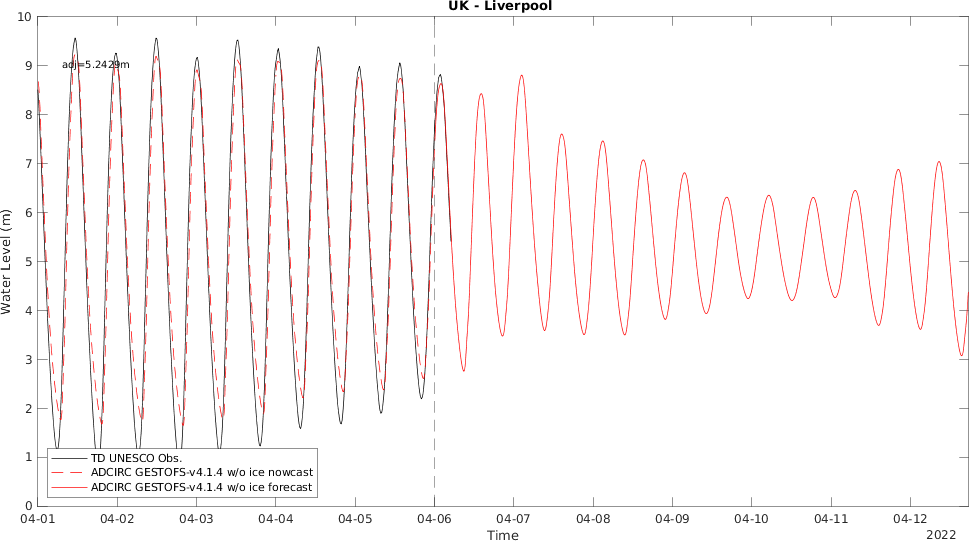 UK - Liverpool
10
9
8
7
6
5
4
3
2
1
0
Water Level (m)
adj=5.2429m
TD UNESCO Obs.
ADCIRC GESTOFS-v4.1.4 w/o ice nowcast
ADCIRC GESTOFS-v4.1.4 w/o ice forecast
04-01 04-02 04-03 04-04 04-05 04-06 04-07 04-08 04-09 04-10 04-11 04-12
Time
2022